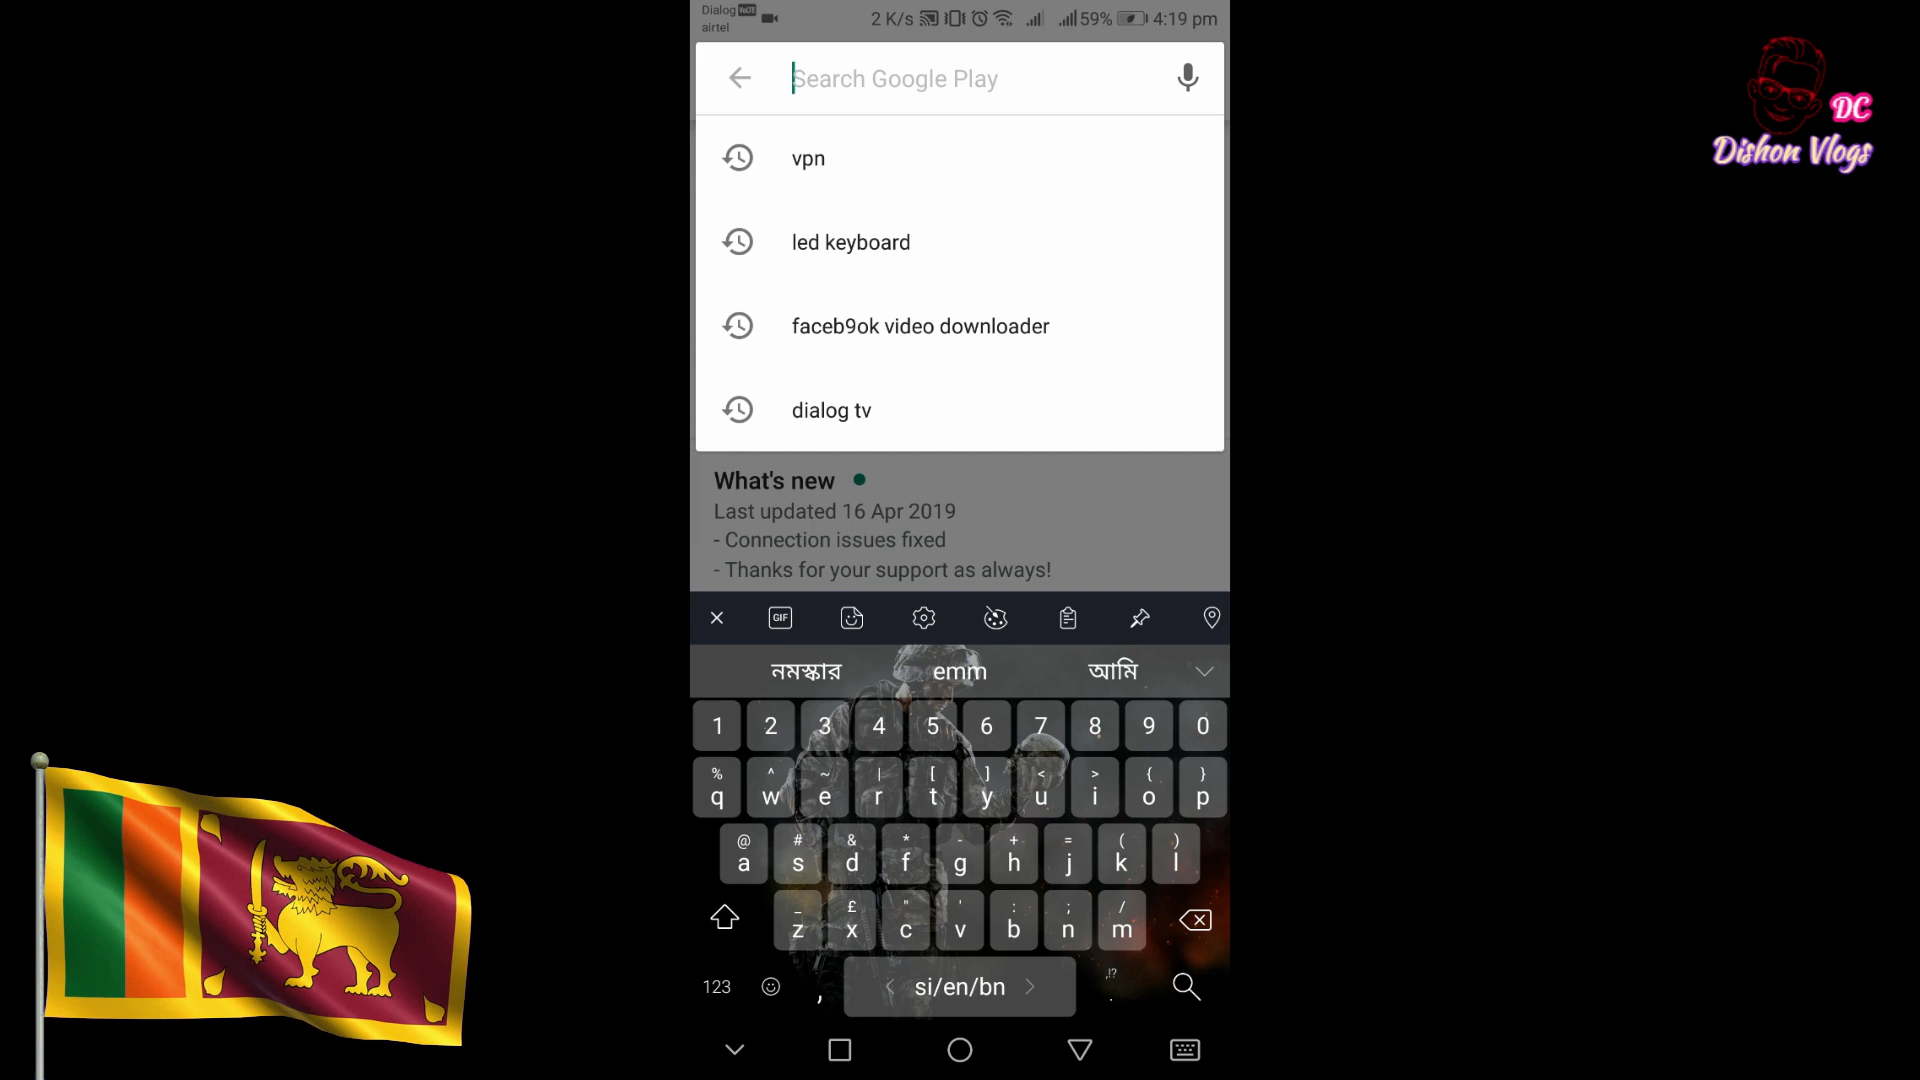 Dialog VoLTE
airtel
2 K/s 59% 4:19 pm
Search Google Play
vpn
led keyboard
faceb9ok video downloader
dialog tv
What's new
Last updated 16 Apr 2019
- Connection issues fixed
- Thanks for your support as always!
GIF
নমস্কার emm আমি
1 2 3 4 5 6 7 8 9 0
% ^ ~ | [ ] < > { }
q w e r t y u i o p
@ # & * - + = ( )
a s d f g h j k l
_ £ " ' : ; /
z x c v b n m
123 , < si/en/bn > ,!? .
DC
Dishon Vlogs